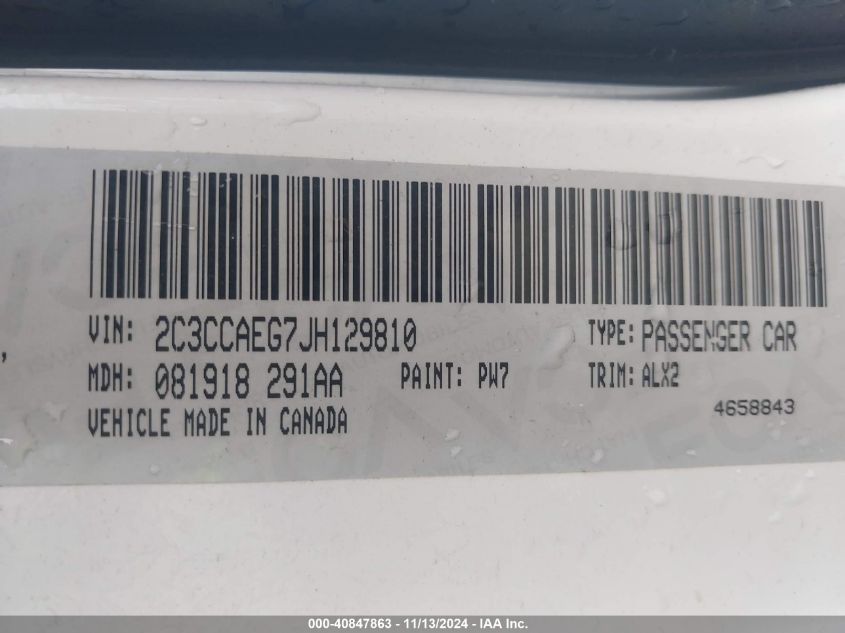 VIN: 2C3CCAEG7JH129810 TYPE: PASSENGER CAR
MDH: 081918 291AA PAINT: PW7 TRIM: ALX2
4658843
VEHICLE MADE IN CANADA
000-40847863 - 11/13/2024 - IAA Inc.